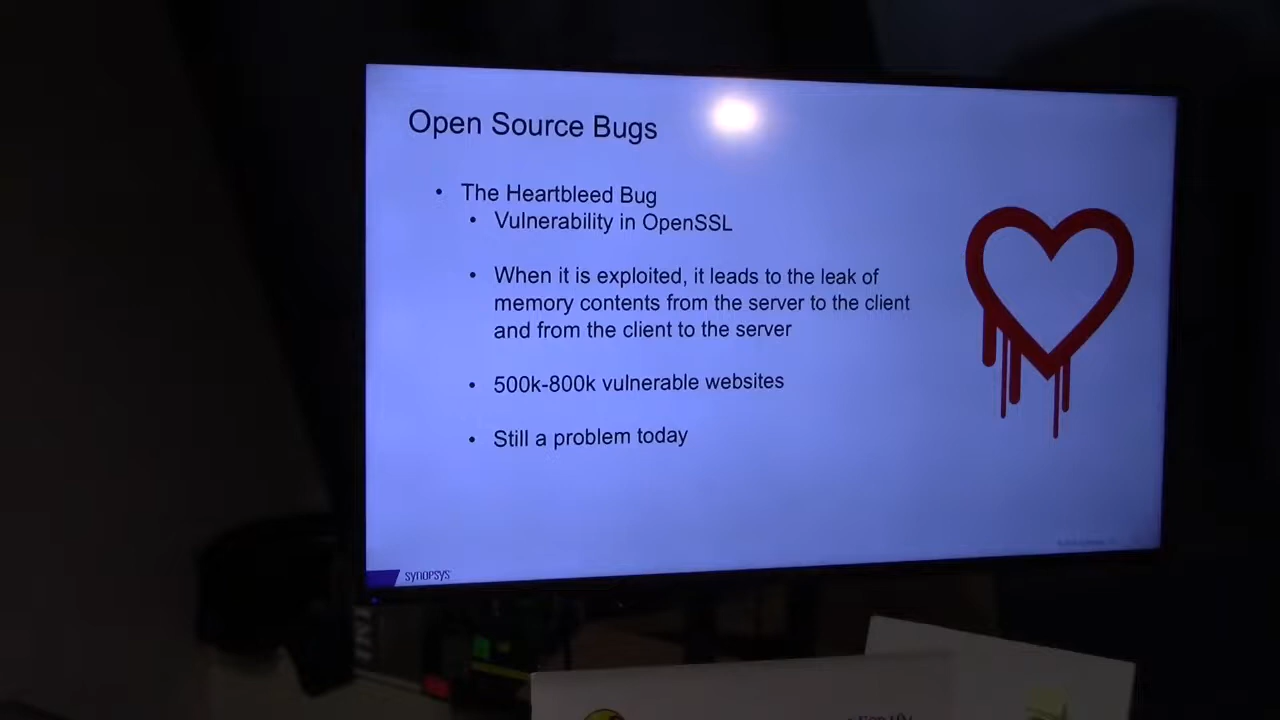 Open Source Bugs
• The Heartbleed Bug
• Vulnerability in OpenSSL
• When it is exploited, it leads to the leak of
memory contents from the server to the client
and from the client to the server
• 500k-800k vulnerable websites
• Still a problem today
SYNOPSYS